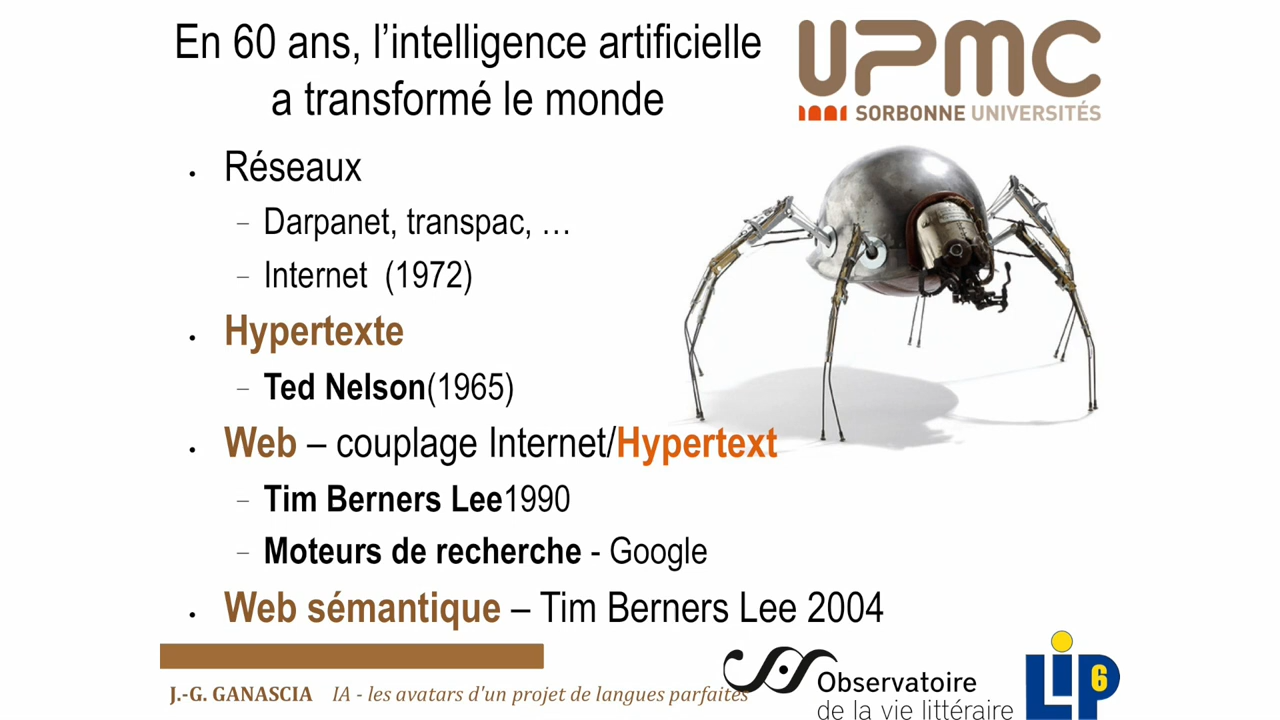 En 60 ans, l’intelligence artificielle
a transformé le monde
UPMC
SORBONNE UNIVERSITÉS
• Réseaux
– Darpanet, transpac, …
– Internet (1972)
• Hypertexte
– Ted Nelson(1965)
• Web – couplage Internet/Hypertext
– Tim Berners Lee1990
– Moteurs de recherche - Google
• Web sémantique – Tim Berners Lee 2004
J.-G. GANASCIA IA - les avatars d'un projet de langues parfaites
Observatoire
de la vie littéraire
LIP6